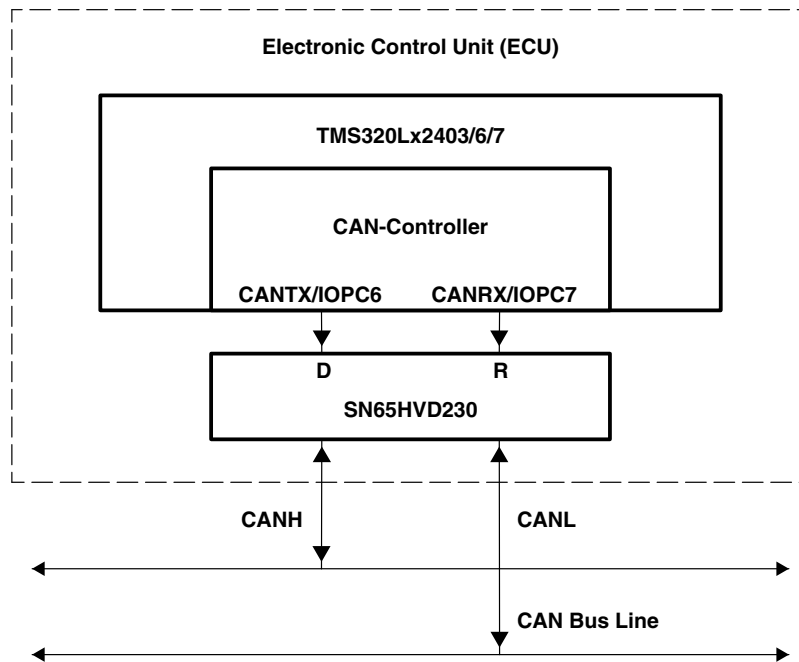 Electronic Control Unit (ECU)
TMS320Lx2403/6/7
CAN-Controller
CANTX/IOPC6 CANRX/IOPC7
D R
SN65HVD230
CANH CANL
CAN Bus Line